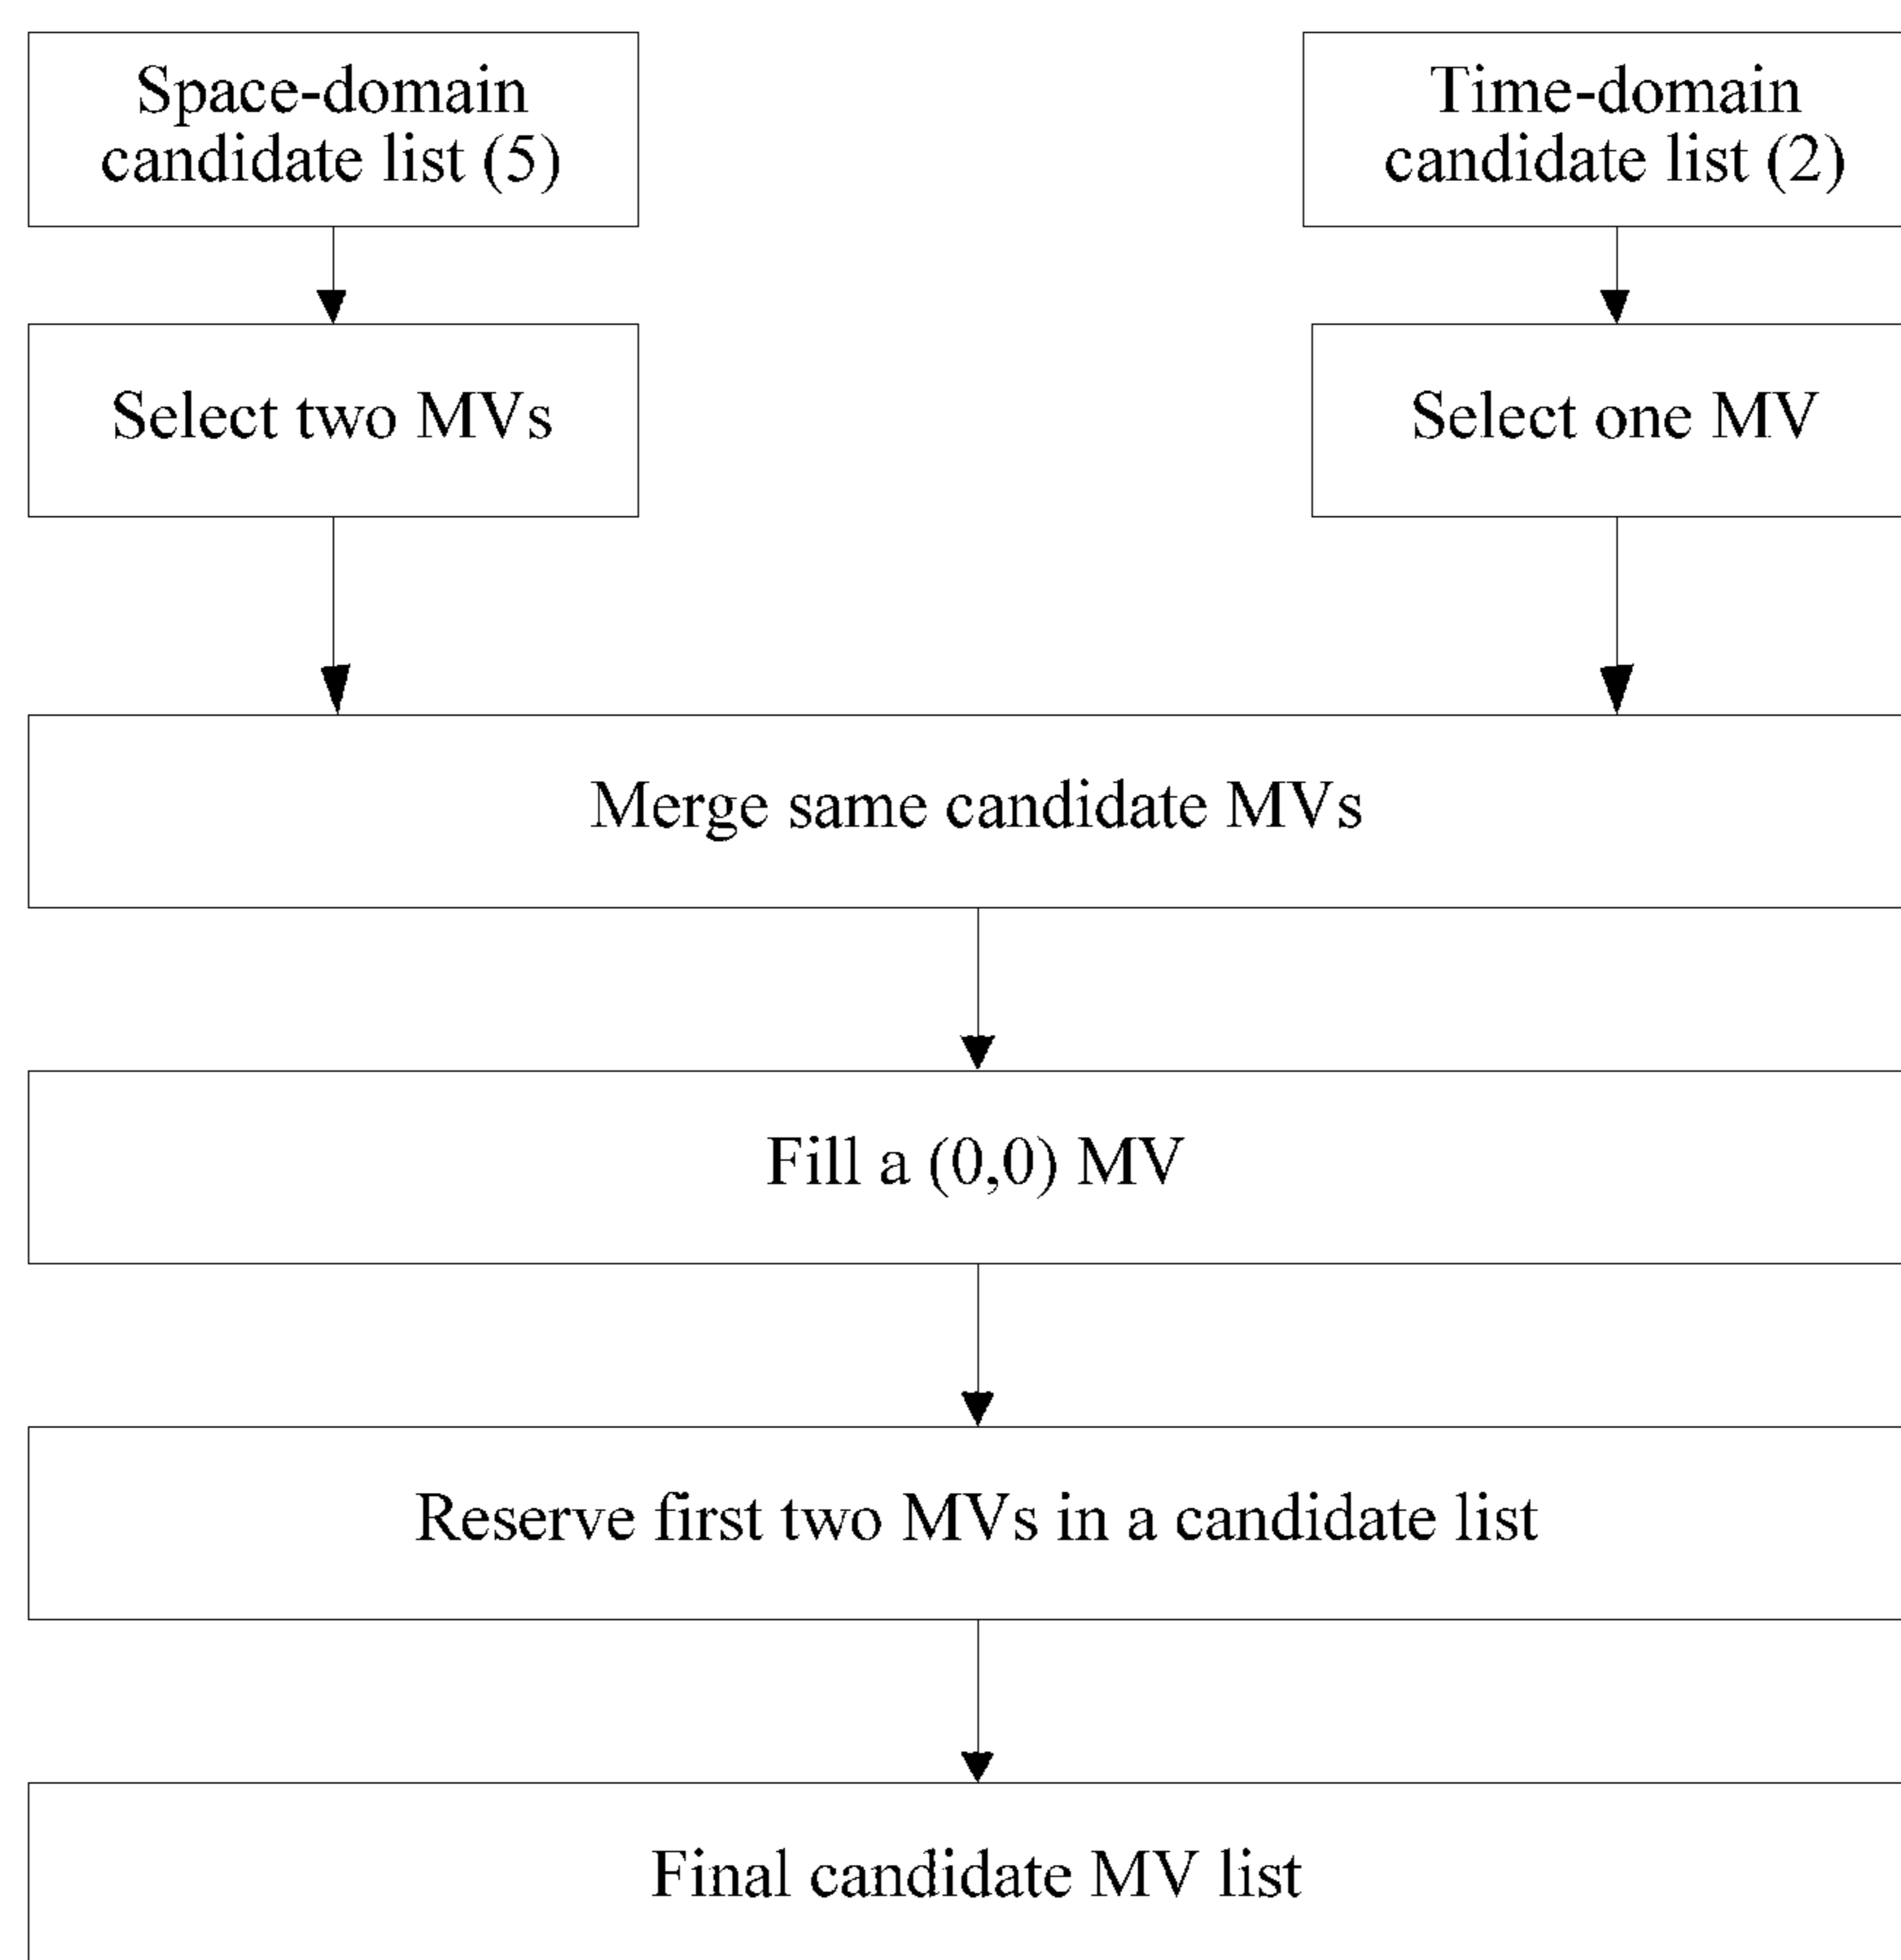 Space-domain
candidate list (5)
Time-domain
candidate list (2)
Select two MVs
Select one MV
Merge same candidate MVs
Fill a (0,0) MV
Reserve first two MVs in a candidate list
Final candidate MV list